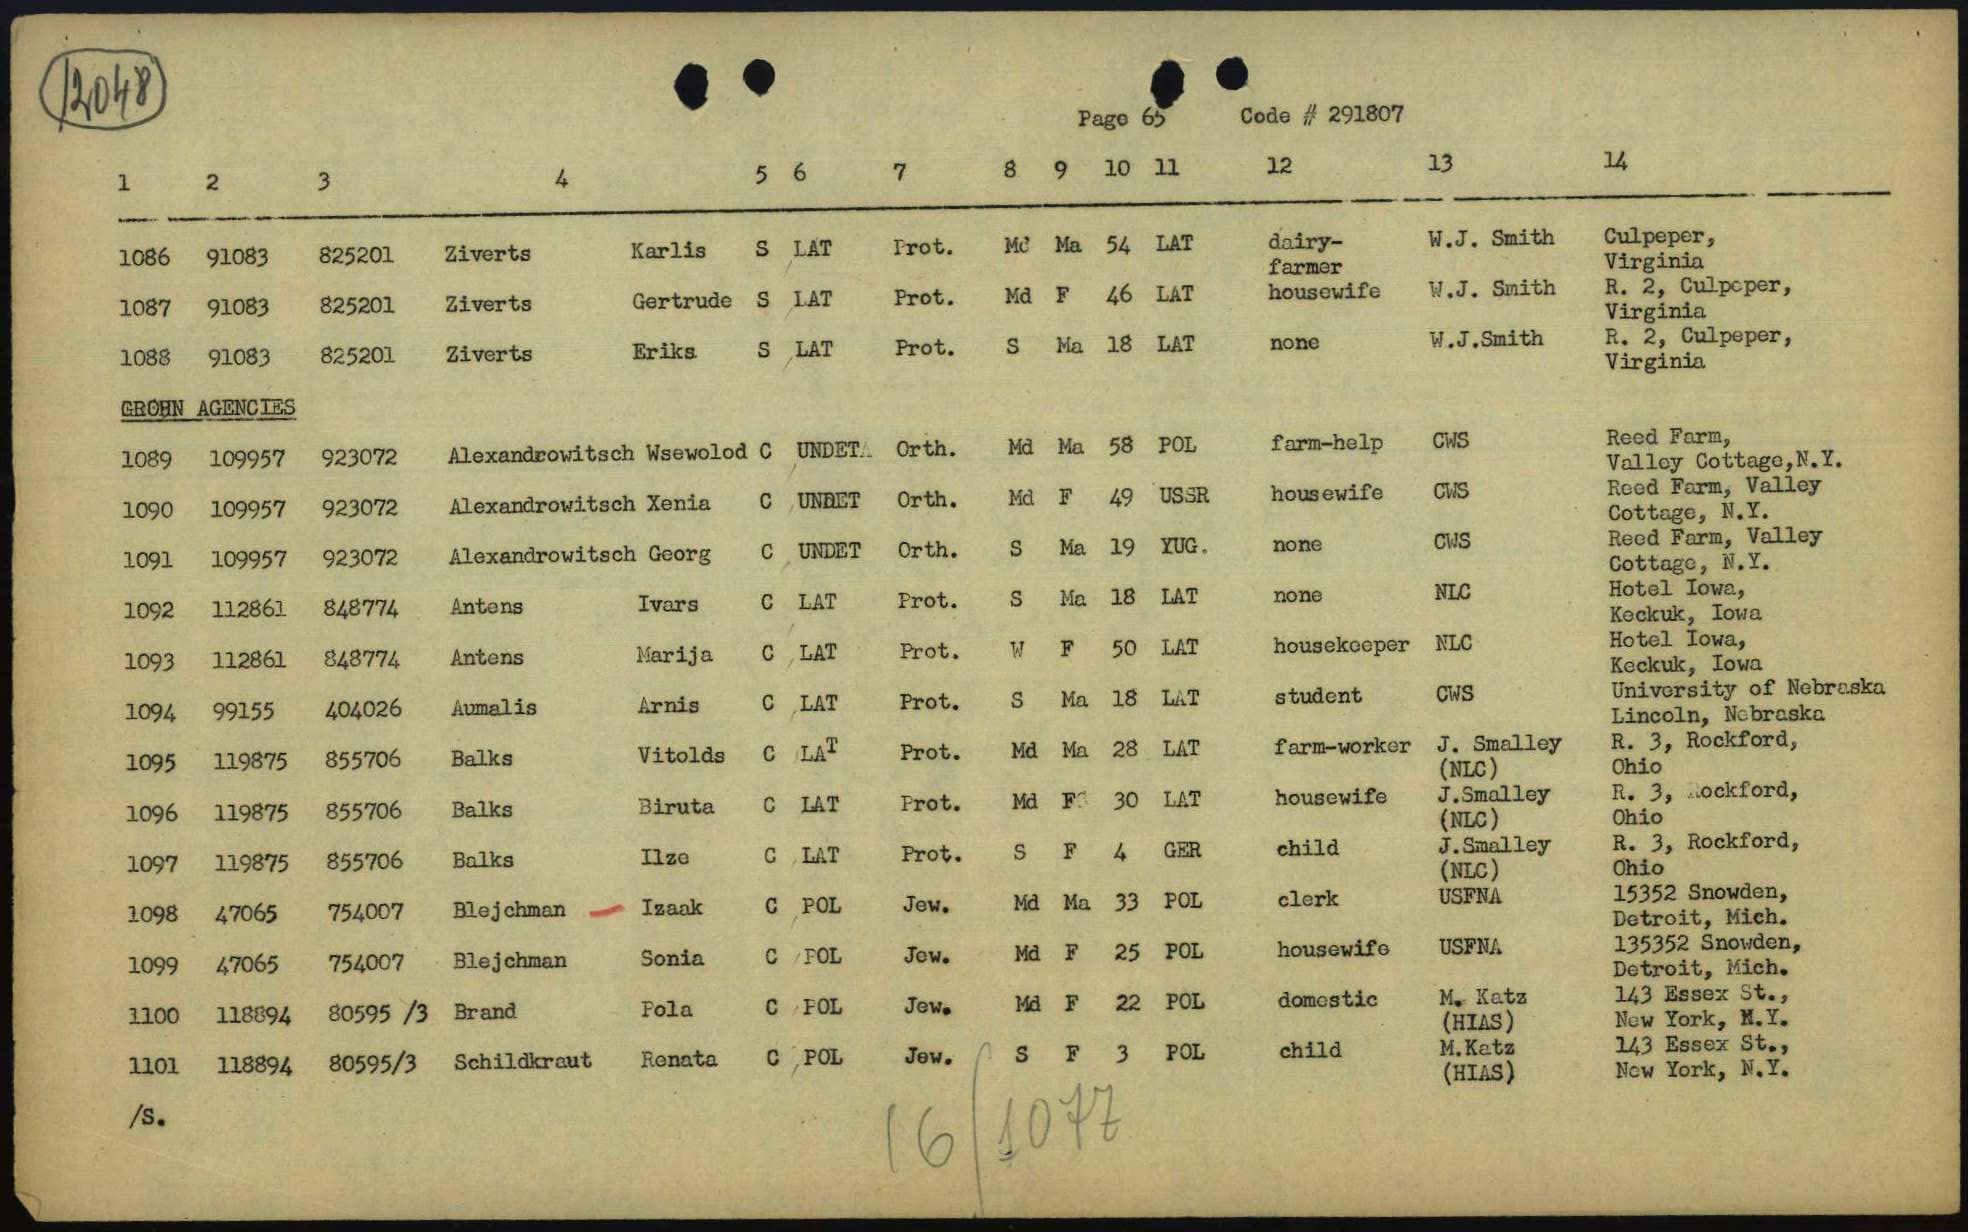 12048
Page 65 Code # 291807
1 2 3 4 5 6 7 8 9 10 11 12 13 14
1086 91083 825201 Ziverts Karlis S LAT Prot. Md Ma 54 LAT dairy- W.J. Smith Culpeper,
farmer Virginia
1087 91083 825201 Ziverts Gertrude S LAT Prot. Md F 46 LAT housewife W.J. Smith R. 2, Culpeper,
Virginia
1088 91083 825201 Ziverts Eriks S LAT Prot. S Ma 18 LAT none W.J.Smith R. 2, Culpeper,
Virginia
GROHN AGENCIES
1089 109957 923072 Alexandrowitsch Wsewolod C UNDET Orth. Md Ma 58 POL farm-help CWS Reed Farm,
Valley Cottage,N.Y.
1090 109957 923072 Alexandrowitsch Xenia C UNDET Orth. Md F 49 USSR housewife CWS Reed Farm, Valley
Cottage, N.Y.
1091 109957 923072 Alexandrowitsch Georg C UNDET Orth. S Ma 19 YUG. none CWS Reed Farm, Valley
Cottage, N.Y.
1092 112861 848774 Antens Ivars C LAT Prot. S Ma 18 LAT none NLC Hotel Iowa,
Keckuk, Iowa
1093 112861 848774 Antens Marija C LAT Prot. W F 50 LAT housekeeper NLC Hotel Iowa,
Keckuk, Iowa
1094 99155 404026 Aumalis Arnis C LAT Prot. S Ma 18 LAT student CWS University of Nebraska
Lincoln, Nebraska
1095 119875 855706 Balks Vitolds C LAT Prot. Md Ma 28 LAT farm-worker J. Smalley R. 3, Rockford,
(NLC) Ohio
1096 119875 855706 Balks Biruta C LAT Prot. Md F 30 LAT housewife J.Smalley R. 3, Rockford,
(NLC) Ohio
1097 119875 855706 Balks Ilze C LAT Prot. S F 4 GER child J.Smalley R. 3, Rockford,
(NLC) Ohio
1098 47065 754007 Blejchman Izaak C POL Jew. Md Ma 33 POL clerk USFNA 15352 Snowden,
Detroit, Mich.
1099 47065 754007 Blejchman Sonia C POL Jew. Md F 25 POL housewife USFNA 135352 Snowden,
Detroit, Mich.
1100 118894 80595 /3 Brand Pola C POL Jew. Md F 22 POL domestic M. Katz 143 Essex St.,
(HIAS) New York, N.Y.
1101 118894 80595/3 Schildkraut Renata C POL Jew. S F 3 POL child M.Katz 143 Essex St.,
(HIAS) New York, N.Y.
/S.
16/1077